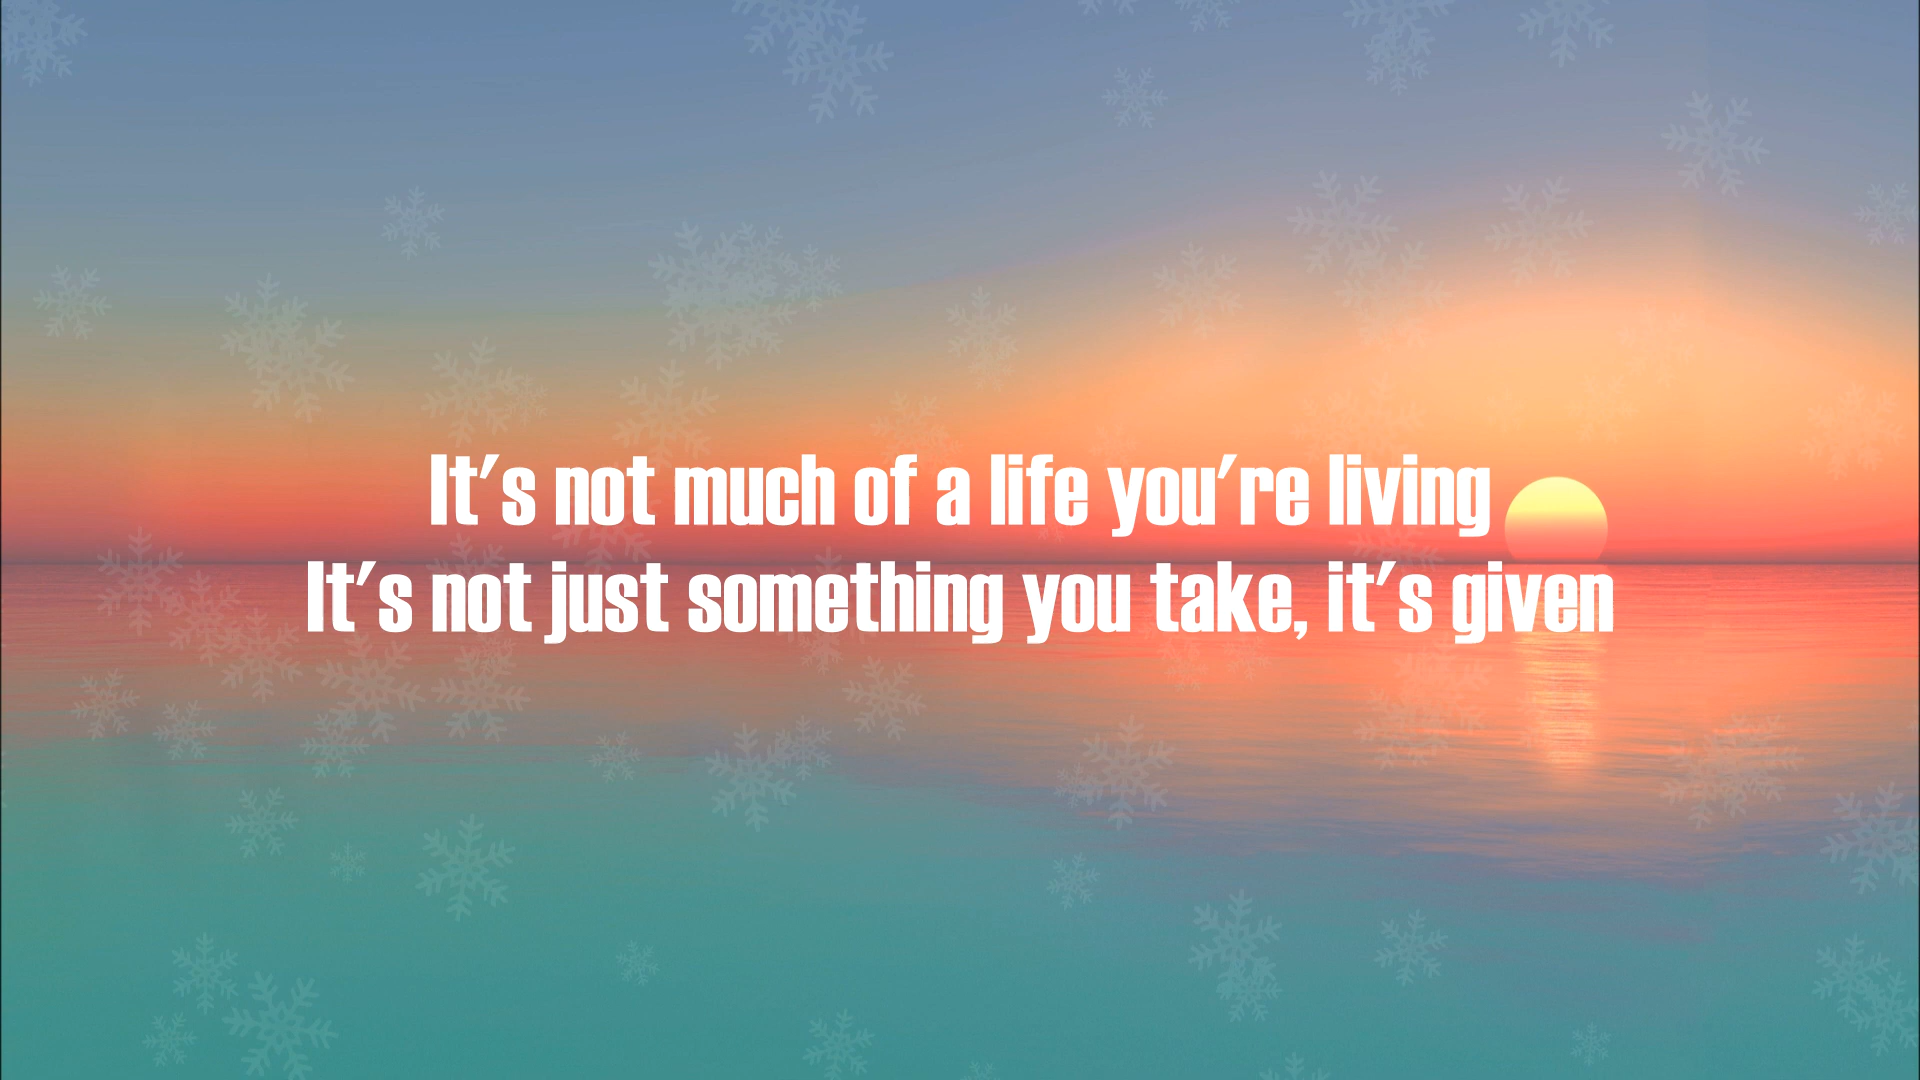 It's not much of a life you're living
It's not just something you take, it's given